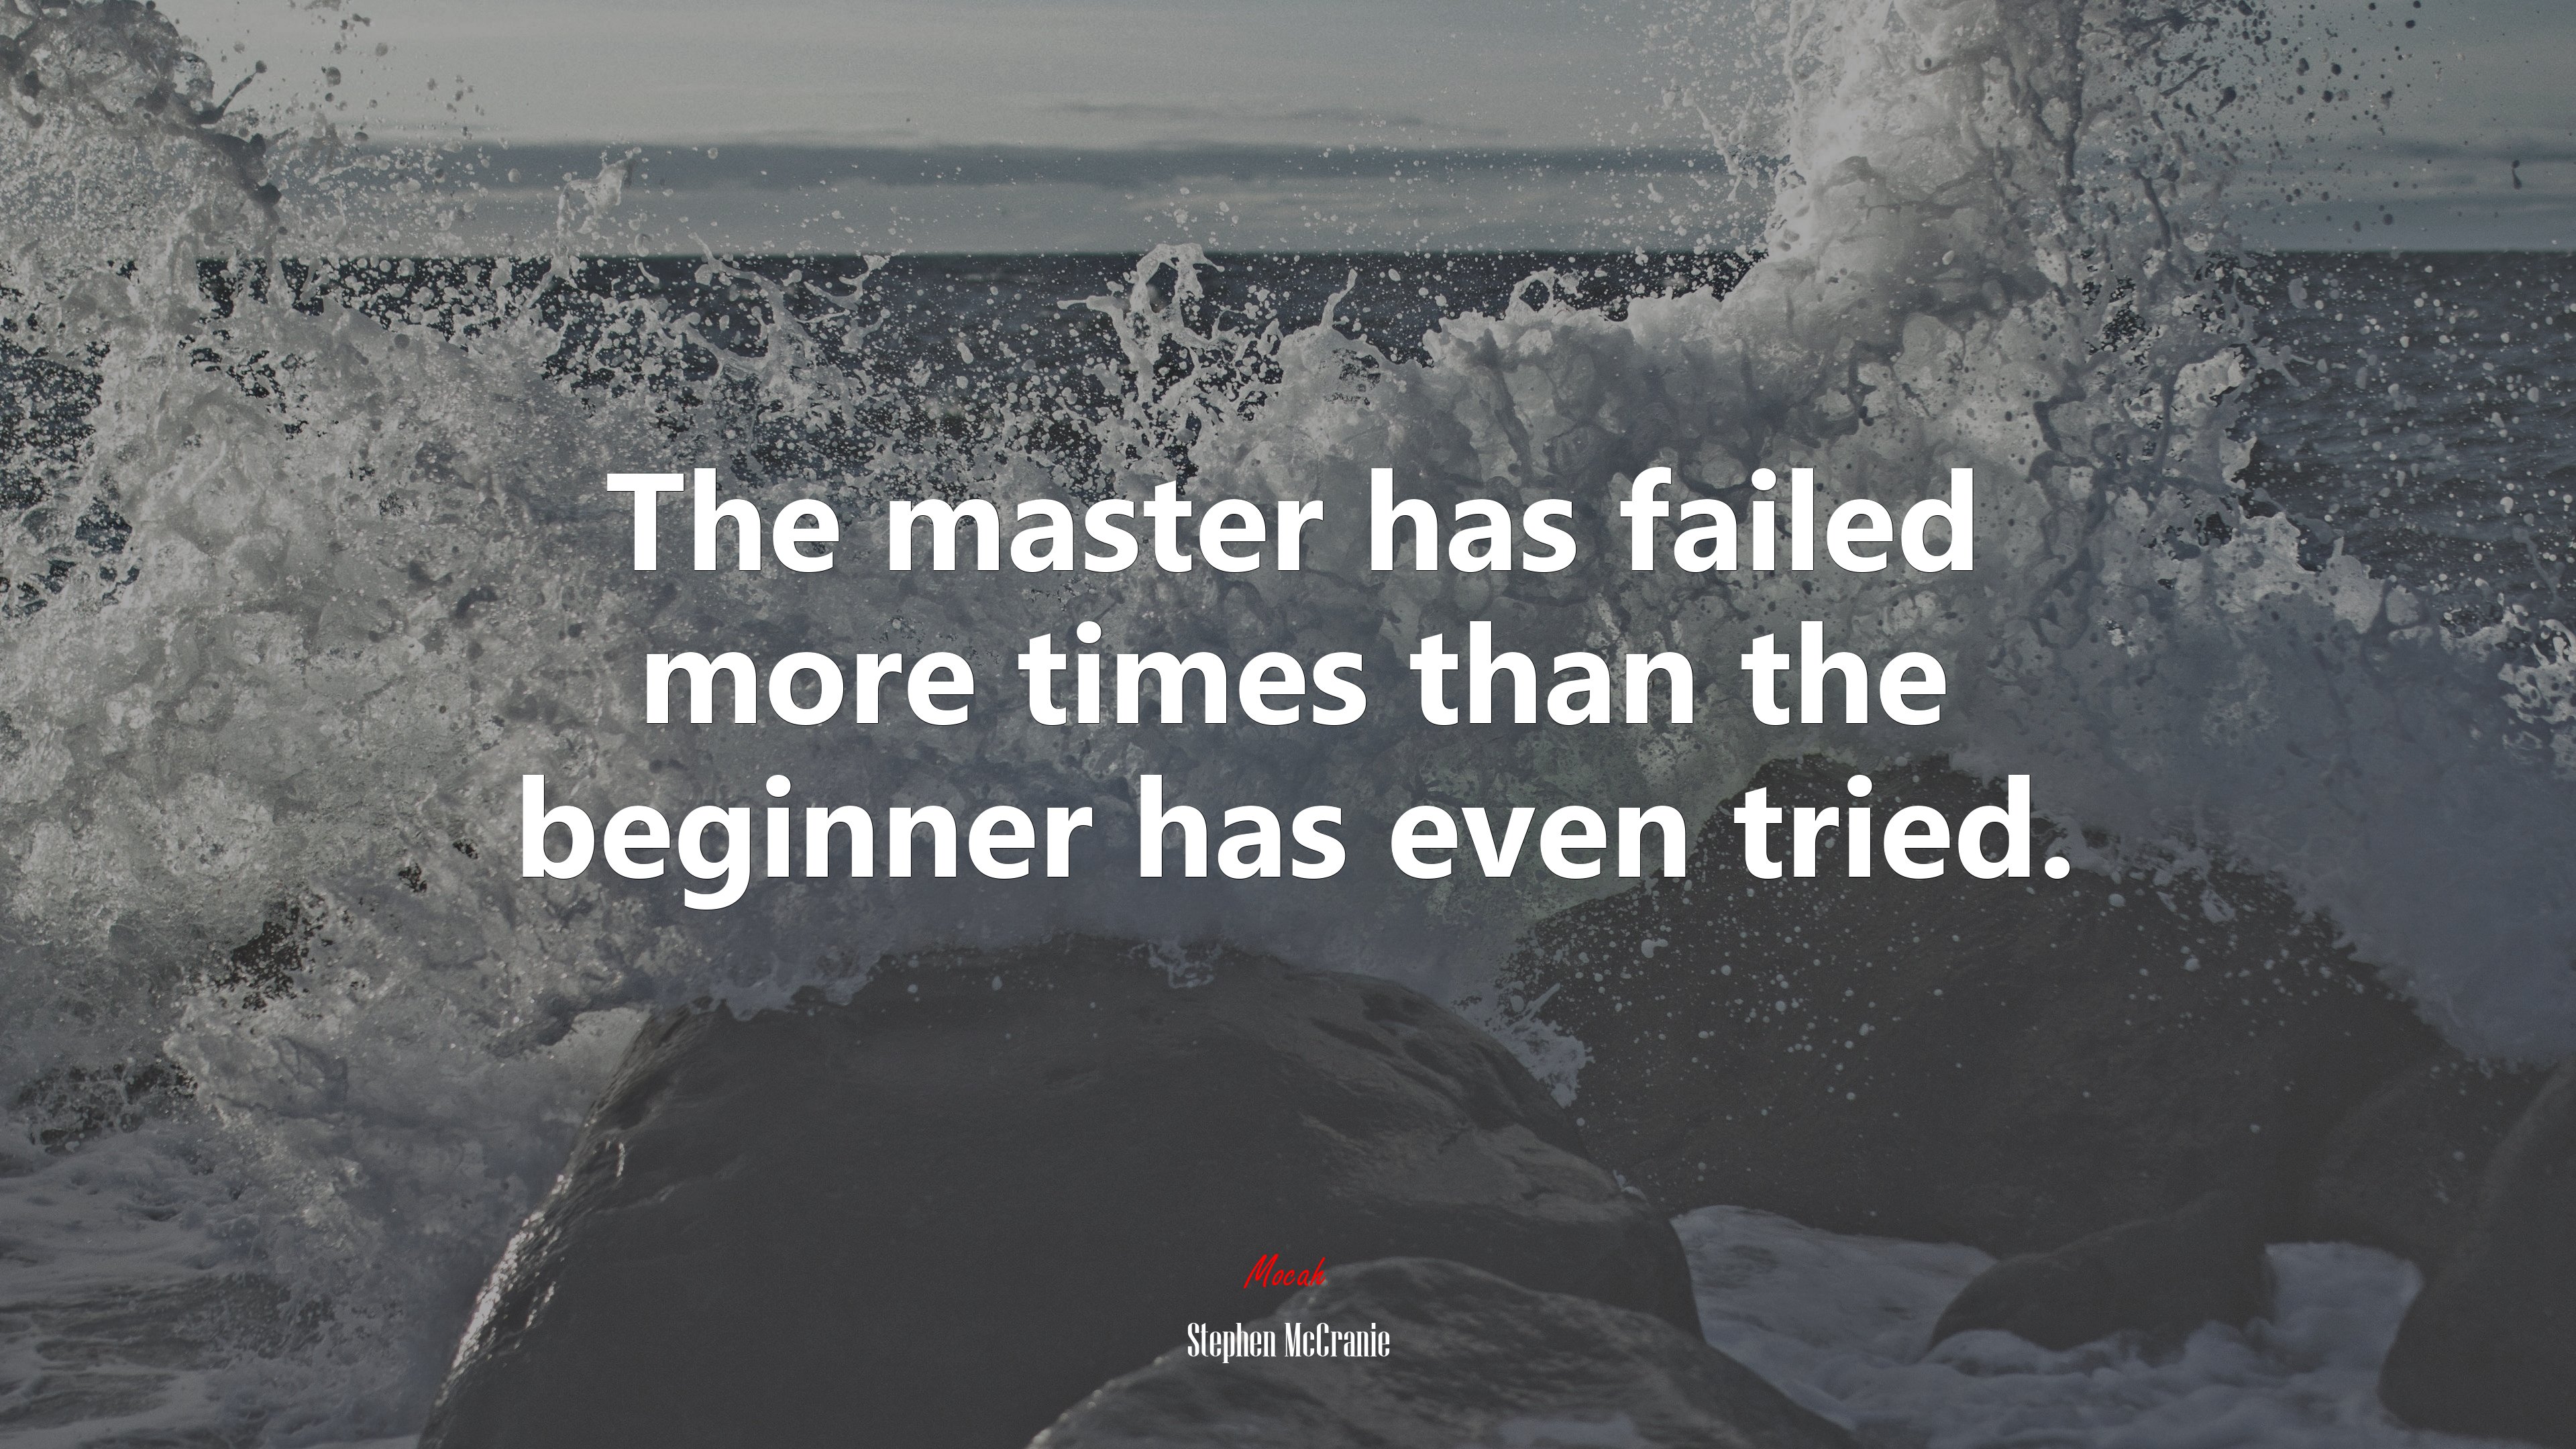 The master has failed
more times than the
beginner has even tried.
Mocah
Stephen McCranie